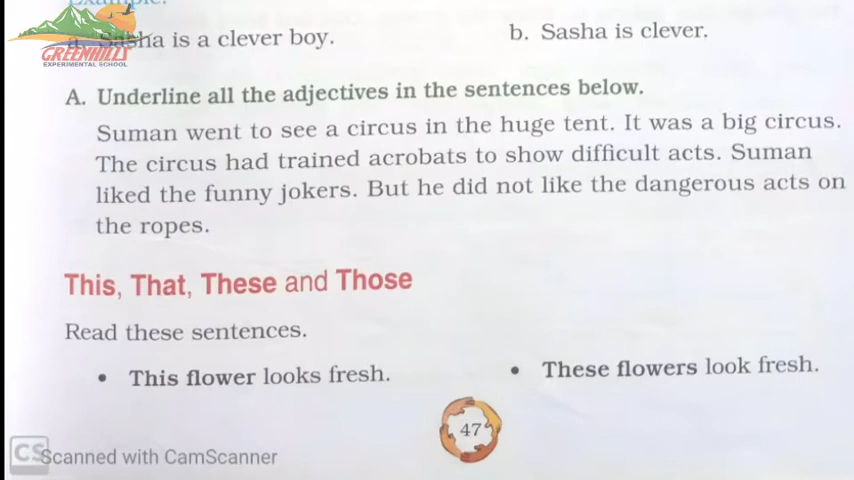 Example:
a. Sasha is a clever boy.
b. Sasha is clever.
GREENHILLS
EXPERIMENTAL SCHOOL
A. Underline all the adjectives in the sentences below.
Suman went to see a circus in the huge tent. It was a big circus.
The circus had trained acrobats to show difficult acts. Suman
liked the funny jokers. But he did not like the dangerous acts on
the ropes.
This, That, These and Those
Read these sentences.
• This flower looks fresh.
• These flowers look fresh.
47
CS Scanned with CamScanner